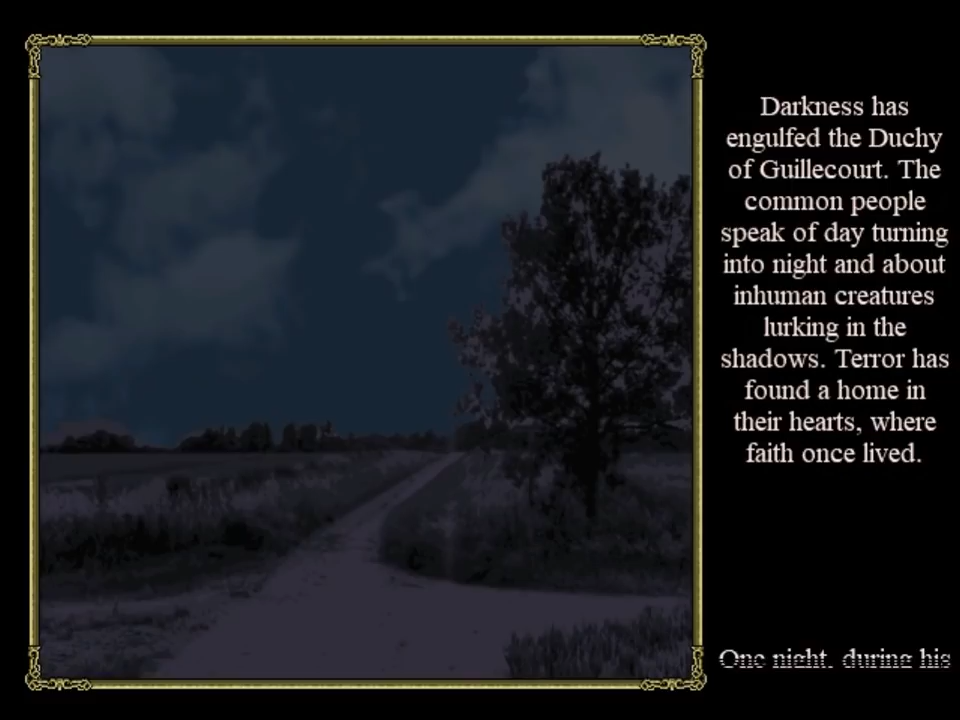 Darkness has
engulfed the Duchy
of Guillecourt. The
common people
speak of day turning
into night and about
inhuman creatures
lurking in the
shadows. Terror has
found a home in
their hearts, where
faith once lived.
One night, during his